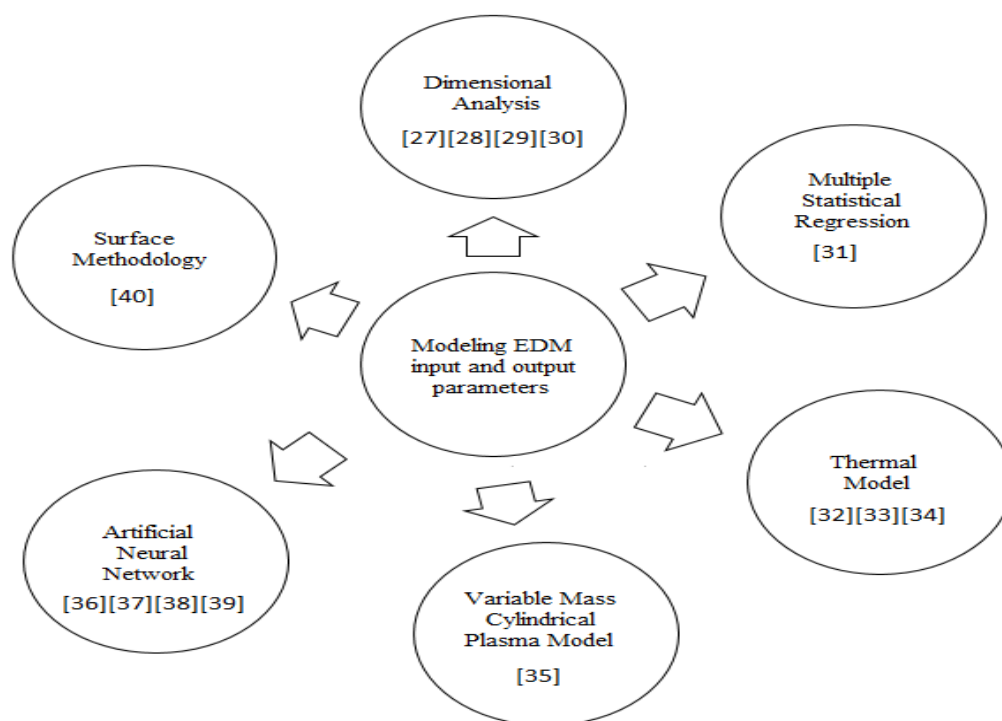 Dimensional
Analysis
[27][28][29][30]
Multiple
Statistical
Regression
[31]
Surface
Methodology
[40]
Modeling EDM
input and output
parameters
Thermal
Model
[32][33][34]
Artificial
Neural
Network
[36][37][38][39]
Variable Mass
Cylindrical
Plasma Model
[35]